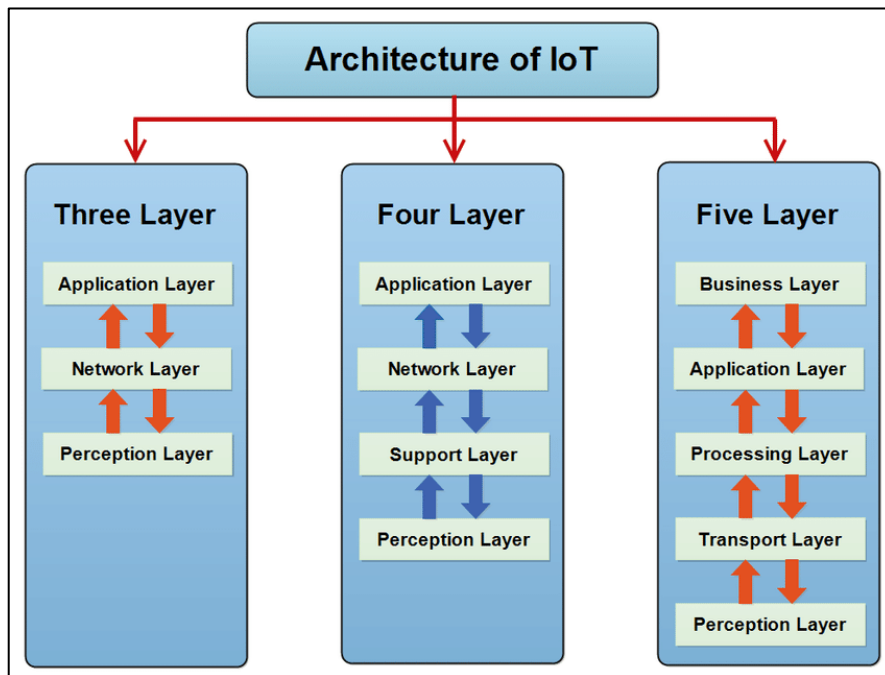 Architecture of IoT
Three Layer
Application Layer
Network Layer
Perception Layer
Four Layer
Application Layer
Network Layer
Support Layer
Perception Layer
Five Layer
Business Layer
Application Layer
Processing Layer
Transport Layer
Perception Layer